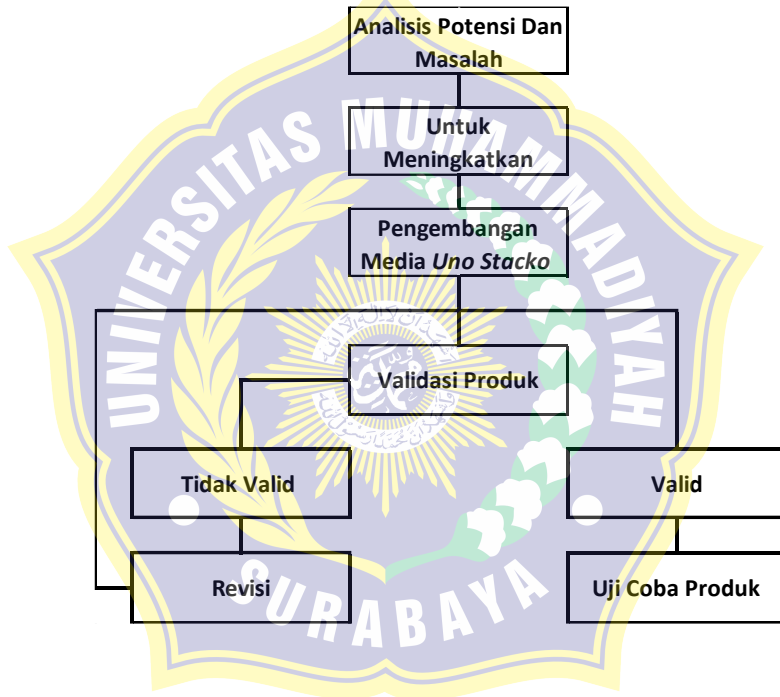 Analisis Potensi Dan
Masalah
Untuk
Meningkatkan
Pengembangan
Media Uno Stacko
Validasi Produk
Tidak Valid
Valid
Revisi
Uji Coba Produk
UNIVERSITAS MUHAMMADIYAH
SURABAYA